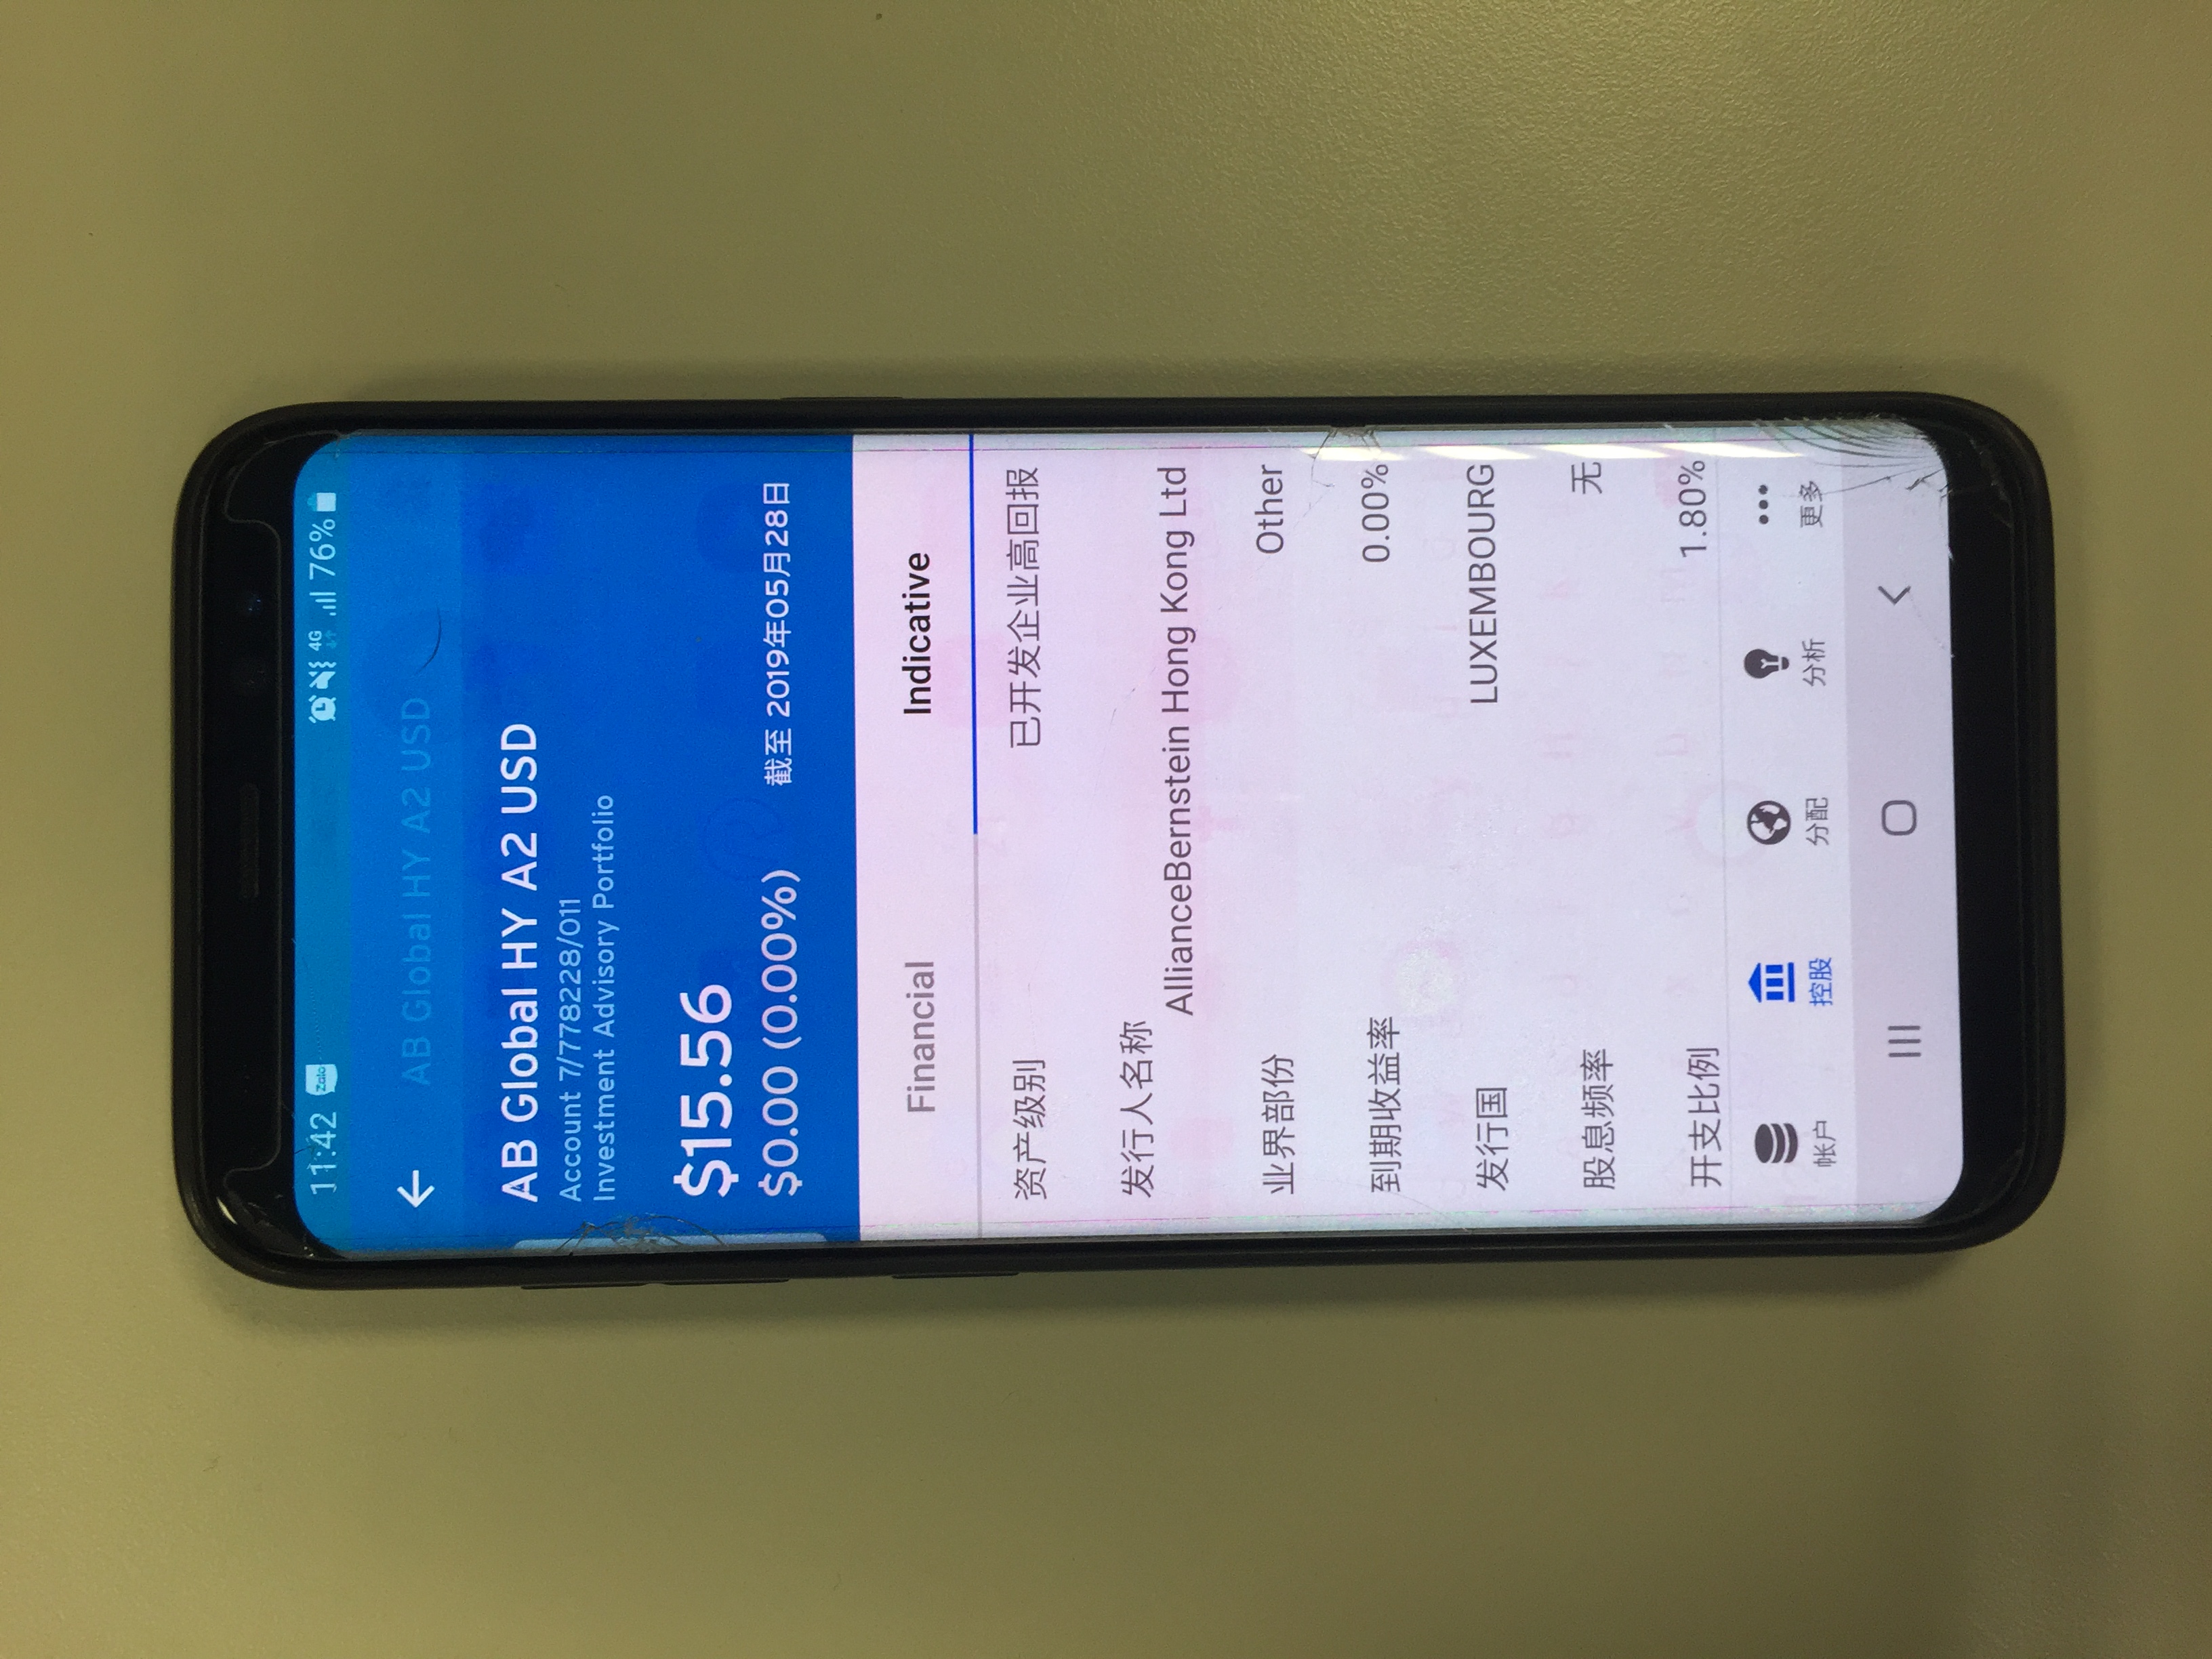 11:42 Zalo 4G 76%
AB Global HY A2 USD
AB Global HY A2 USD
Account 7/778228/011
Investment Advisory Portfolio
$15.56
$0.00 (0.00%) 截至 2019年05月28日
Financial Indicative
资产级别 已开发企业高回报
发行人名称
AllianceBernstein Hong Kong Ltd
业界部份 Other
到期收益率 0.00%
发行国 LUXEMBOURG
股息频率 无
开支比例 1.80%
帐户 控股 分配 分析 更多